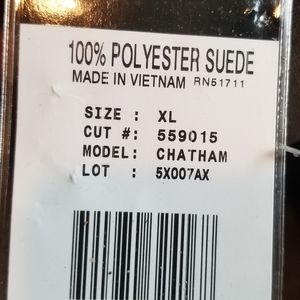 100% POLYESTER SUEDE
MADE IN VIETNAM RN51711
SIZE : XL
CUT #: 559015
MODEL: CHATHAM
LOT : 5X007AX